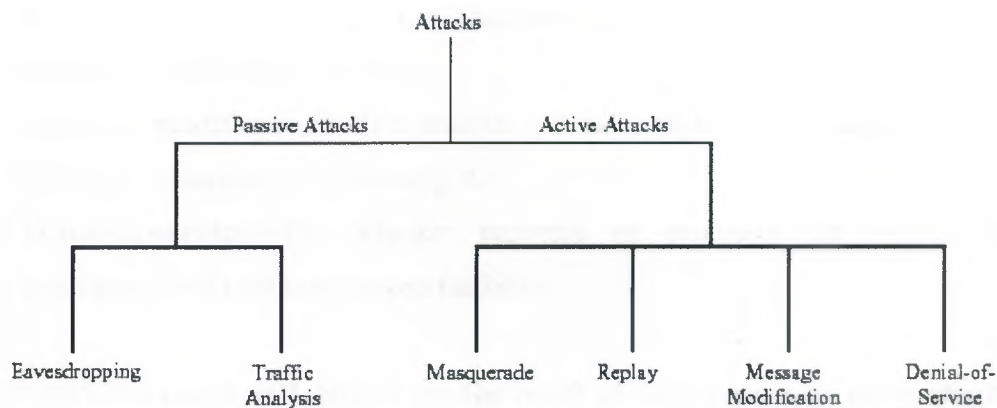 Attacks
Passive Attacks
Active Attacks
Eavesdropping
Traffic
Analysis
Masquerade
Replay
Message
Modification
Denial-of-
Service